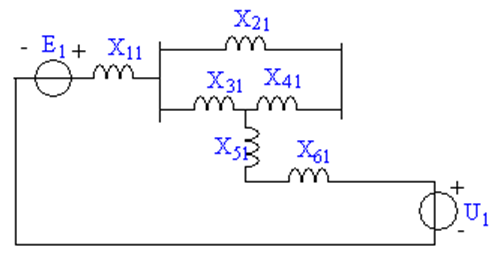 X₂₁
- E₁ + X₁₁
X₃₁ X₄₁
X₅₁ X₆₁
+
U₁
-